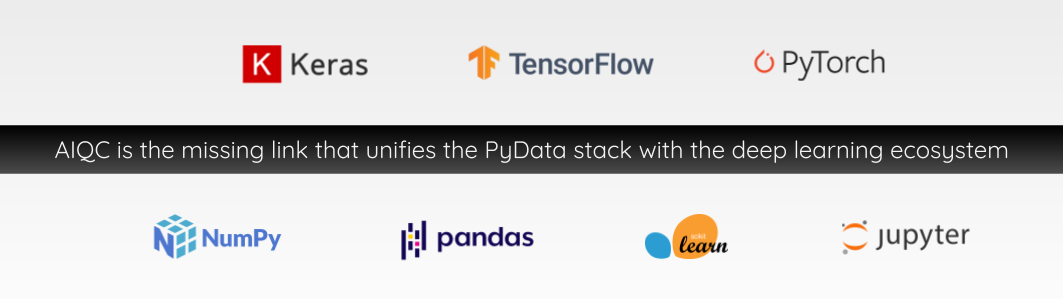 K Keras
TensorFlow
PyTorch
AIQC is the missing link that unifies the PyData stack with the deep learning ecosystem
NumPy
pandas
scikit
learn
jupyter